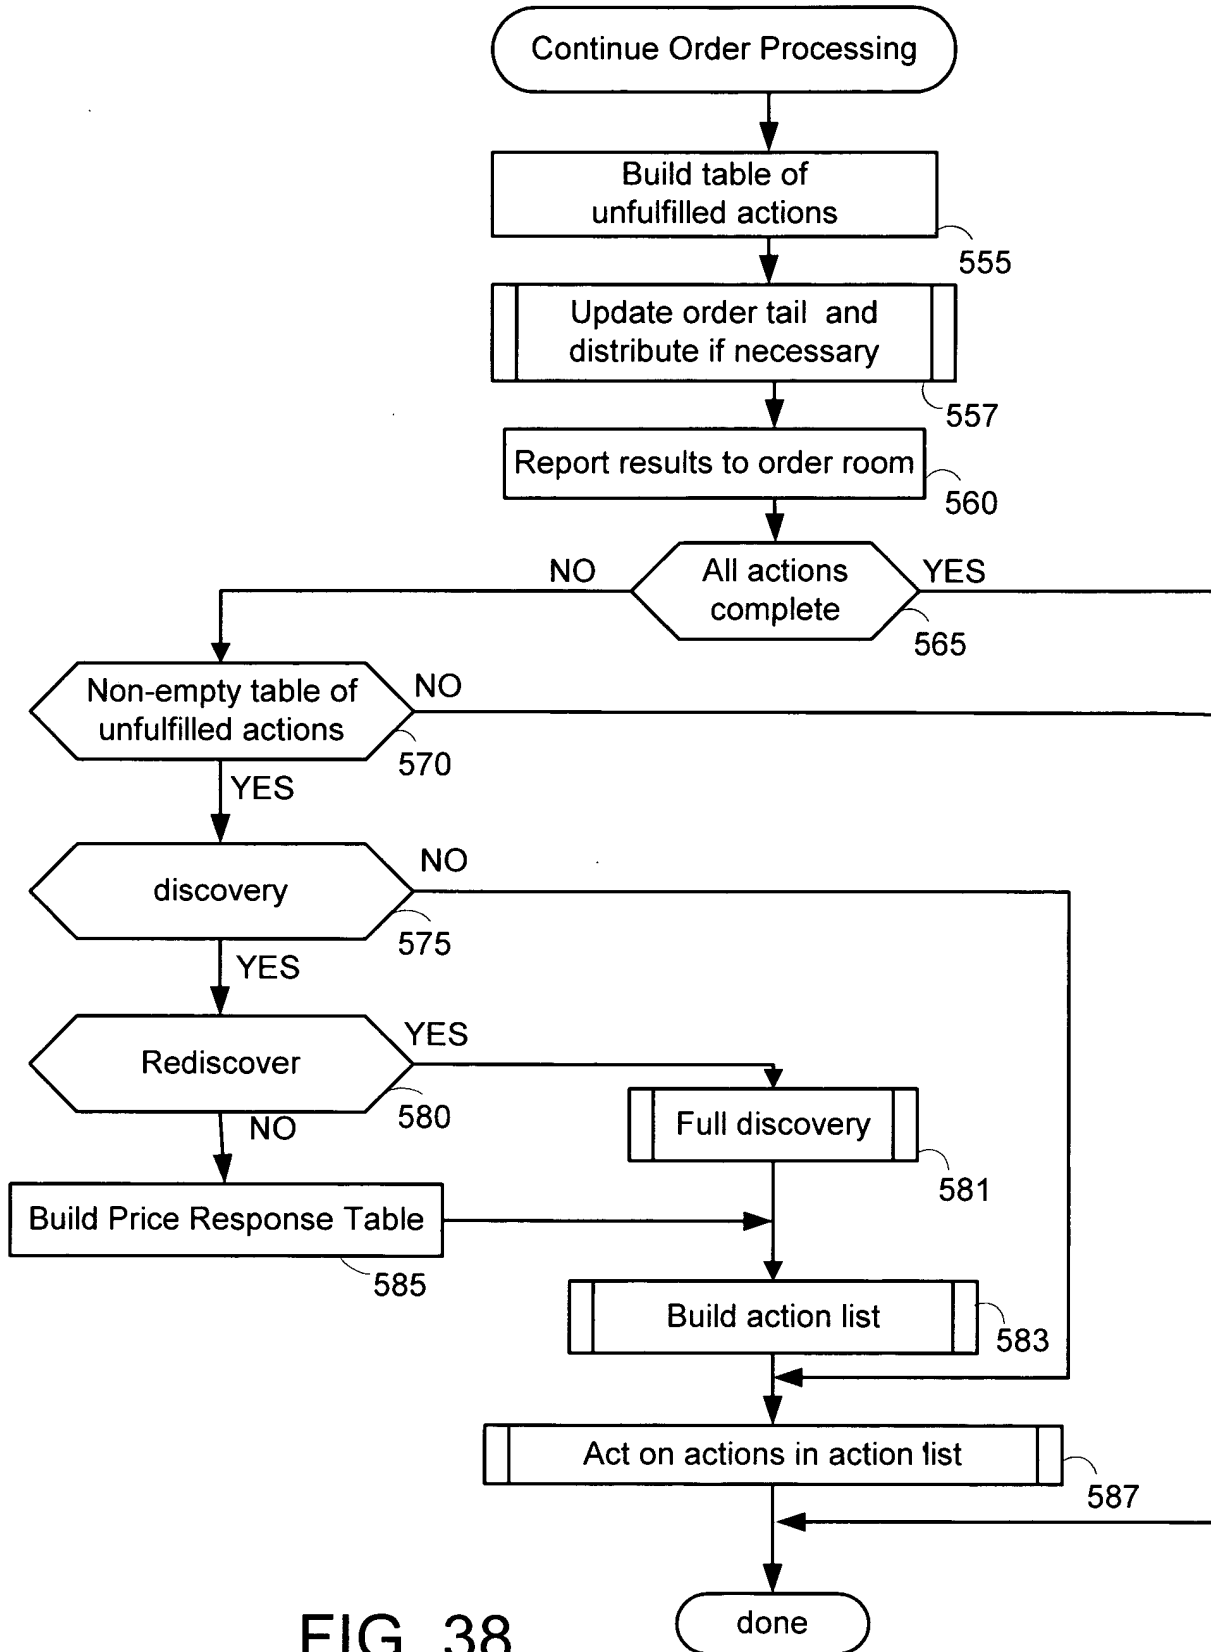 Continue Order Processing
Build table of
unfulfilled actions
555
Update order tail and
distribute if necessary
557
Report results to order room
560
NO
All actions
complete
YES
565
Non-empty table of
unfulfilled actions
NO
570
YES
discovery
NO
575
YES
Rediscover
YES
580
NO
Full discovery
581
Build Price Response Table
585
Build action list
583
Act on actions in action list
587
done
FIG. 38